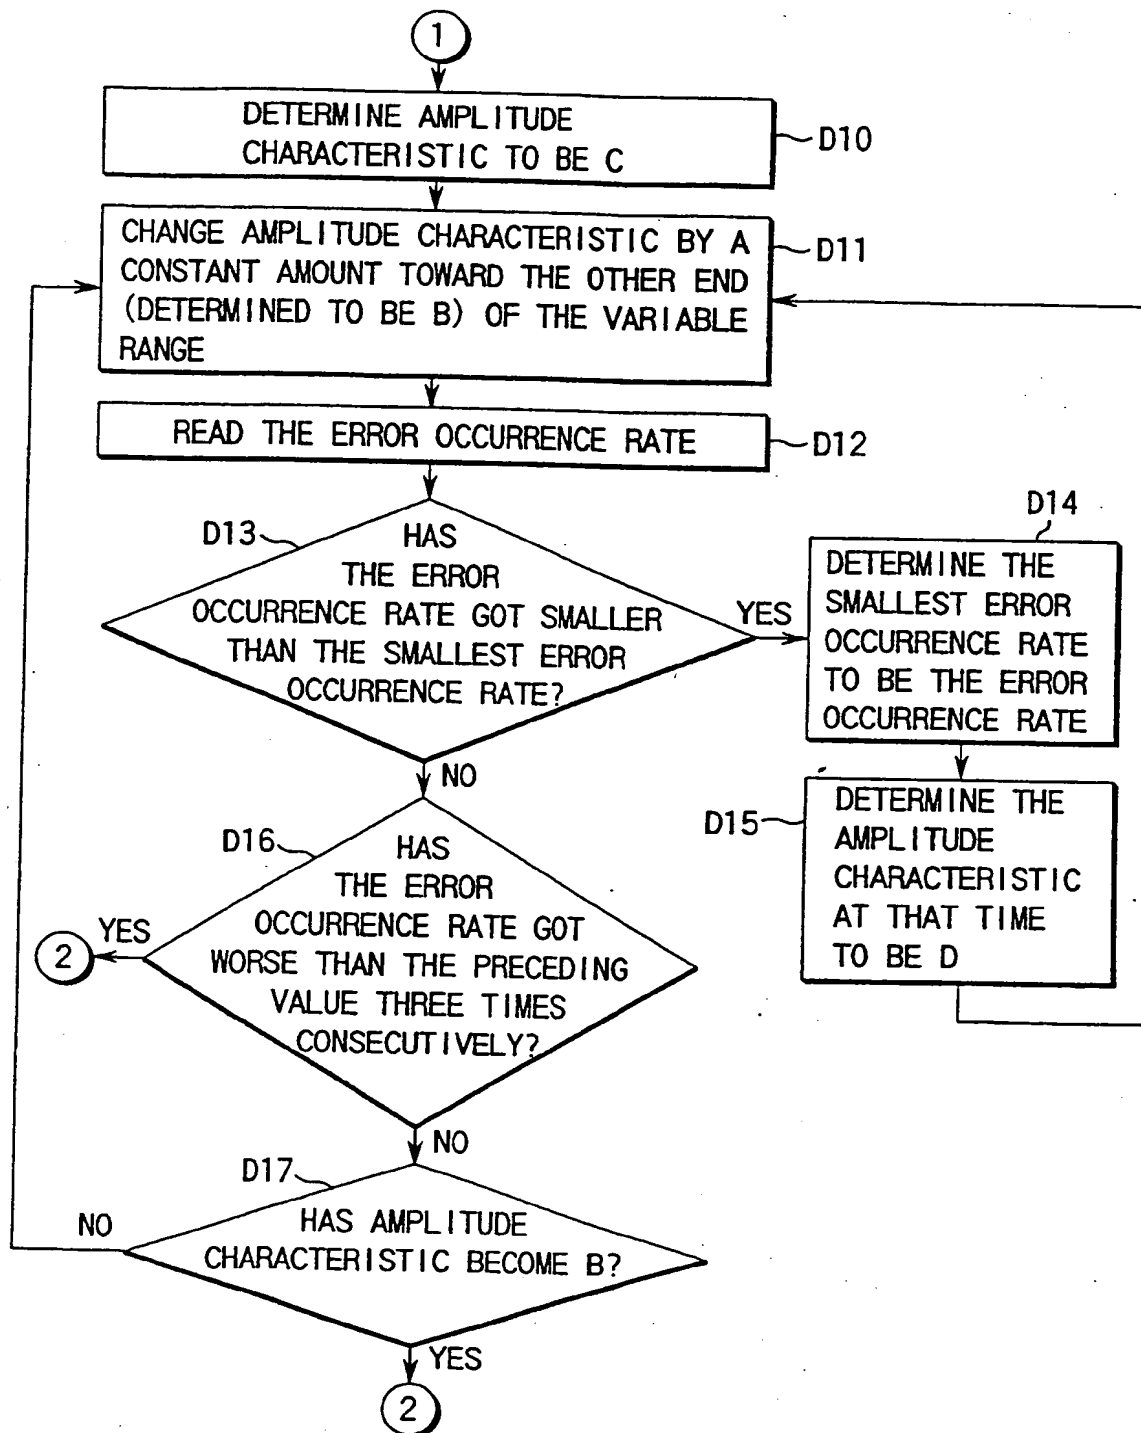 1
DETERMINE AMPLITUDE
CHARACTERISTIC TO BE C
D10
CHANGE AMPLITUDE CHARACTERISTIC BY A
CONSTANT AMOUNT TOWARD THE OTHER END
(DETERMINED TO BE B) OF THE VARIABLE
RANGE
D11
READ THE ERROR OCCURRENCE RATE
D12
D13
HAS
THE ERROR
OCCURRENCE RATE GOT SMALLER
THAN THE SMALLEST ERROR
OCCURRENCE RATE?
YES
NO
D14
DETERMINE THE
SMALLEST ERROR
OCCURRENCE RATE
TO BE THE ERROR
OCCURRENCE RATE
D15
DETERMINE THE
AMPLITUDE
CHARACTERISTIC
AT THAT TIME
TO BE D
D16
HAS
THE ERROR
OCCURRENCE RATE GOT
WORSE THAN THE PRECEDING
VALUE THREE TIMES
CONSECUTIVELY?
YES
2
NO
D17
HAS AMPLITUDE
CHARACTERISTIC BECOME B?
NO
YES
2